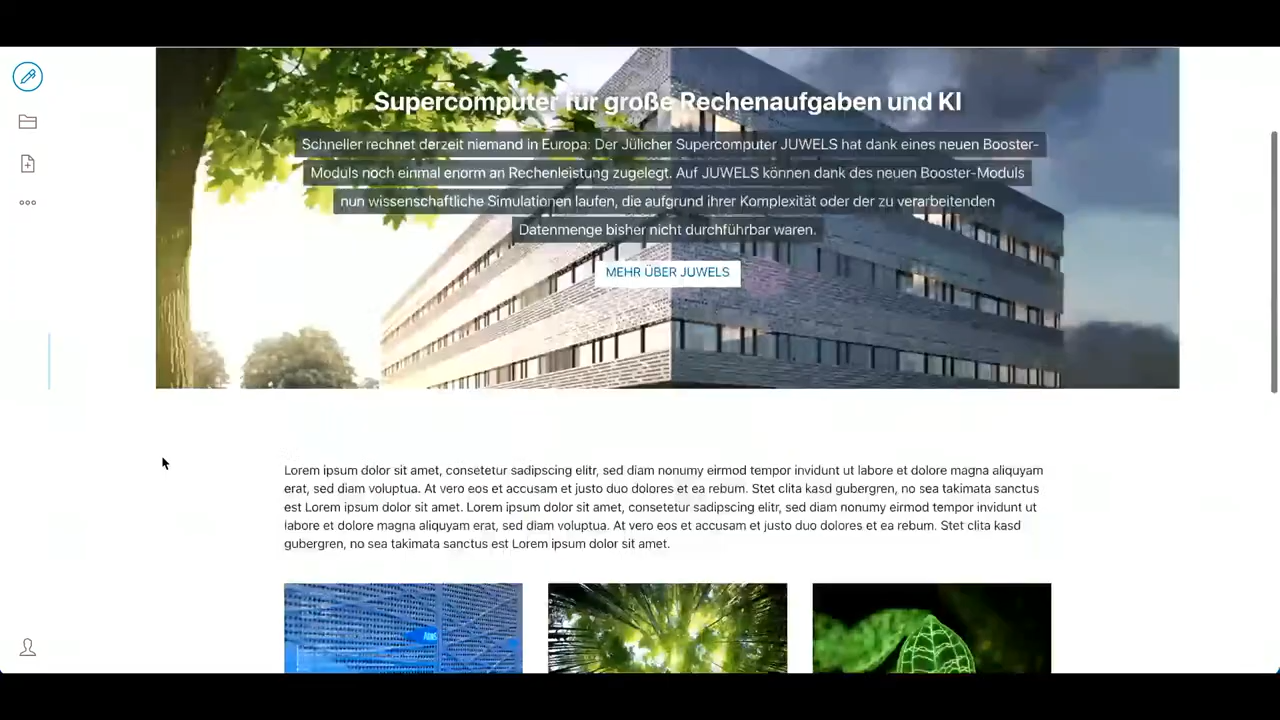 Supercomputer für große Rechenaufgaben und KI
Schneller rechnet derzeit niemand in Europa: Der Jülicher Supercomputer JUWELS hat dank eines neuen Booster-
Moduls noch einmal enorm an Rechenleistung zugelegt. Auf JUWELS können dank des neuen Booster-Moduls
nun wissenschaftliche Simulationen laufen, die aufgrund ihrer Komplexität oder der zu verarbeitenden
Datenmenge bisher nicht durchführbar waren.
MEHR ÜBER JUWELS
Lorem ipsum dolor sit amet, consetetur sadipscing elitr, sed diam nonumy eirmod tempor invidunt ut labore et dolore magna aliquyam
erat, sed diam voluptua. At vero eos et accusam et justo duo dolores et ea rebum. Stet clita kasd gubergren, no sea takimata sanctus
est Lorem ipsum dolor sit amet. Lorem ipsum dolor sit amet, consetetur sadipscing elitr, sed diam nonumy eirmod tempor invidunt ut
labore et dolore magna aliquyam erat, sed diam voluptua. At vero eos et accusam et justo duo dolores et ea rebum. Stet clita kasd
gubergren, no sea takimata sanctus est Lorem ipsum dolor sit amet.